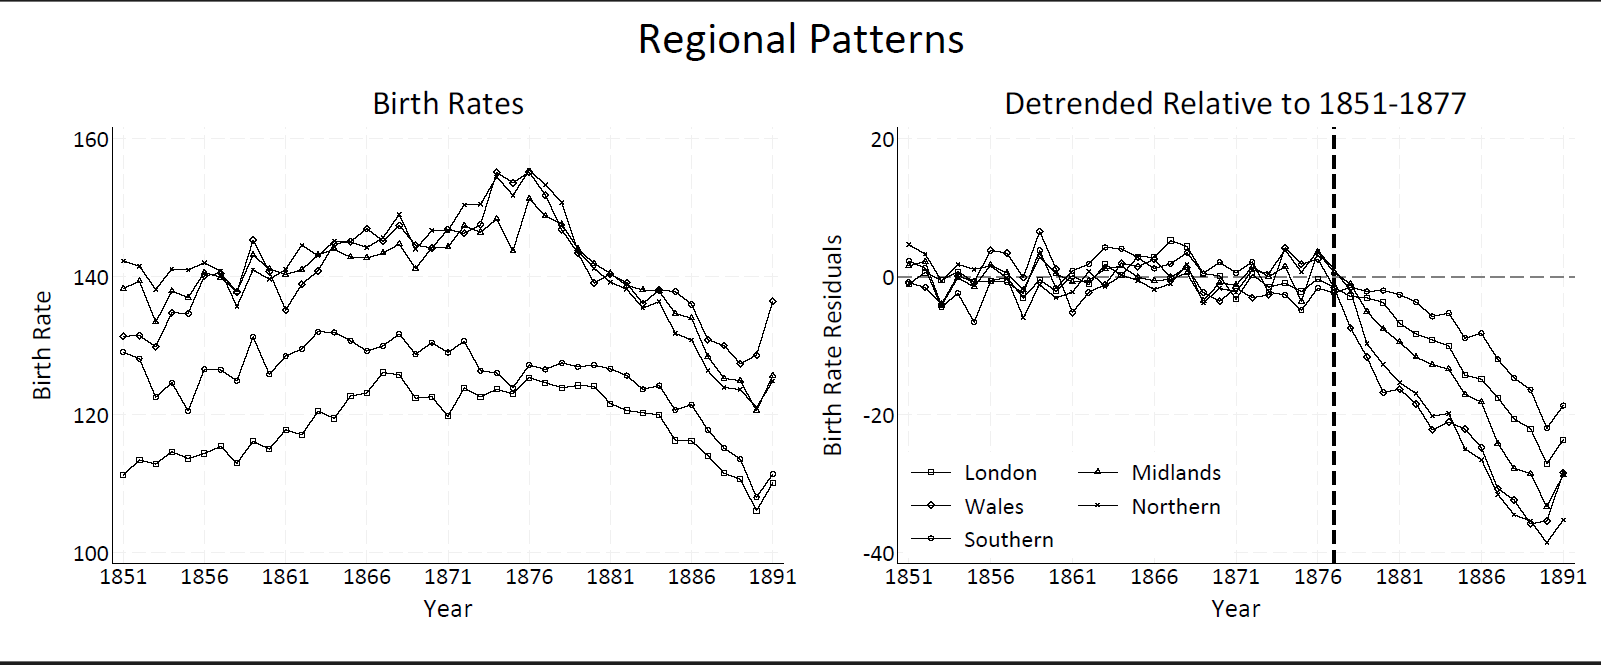 Regional Patterns
Birth Rates
160
140
120
100
Birth Rate
1851 1856 1861 1866 1871 1876 1881 1886 1891
Year
Detrended Relative to 1851-1877
20
0
-20
-40
Birth Rate Residuals
London Midlands
Wales Northern
Southern
1851 1856 1861 1866 1871 1876 1881 1886 1891
Year